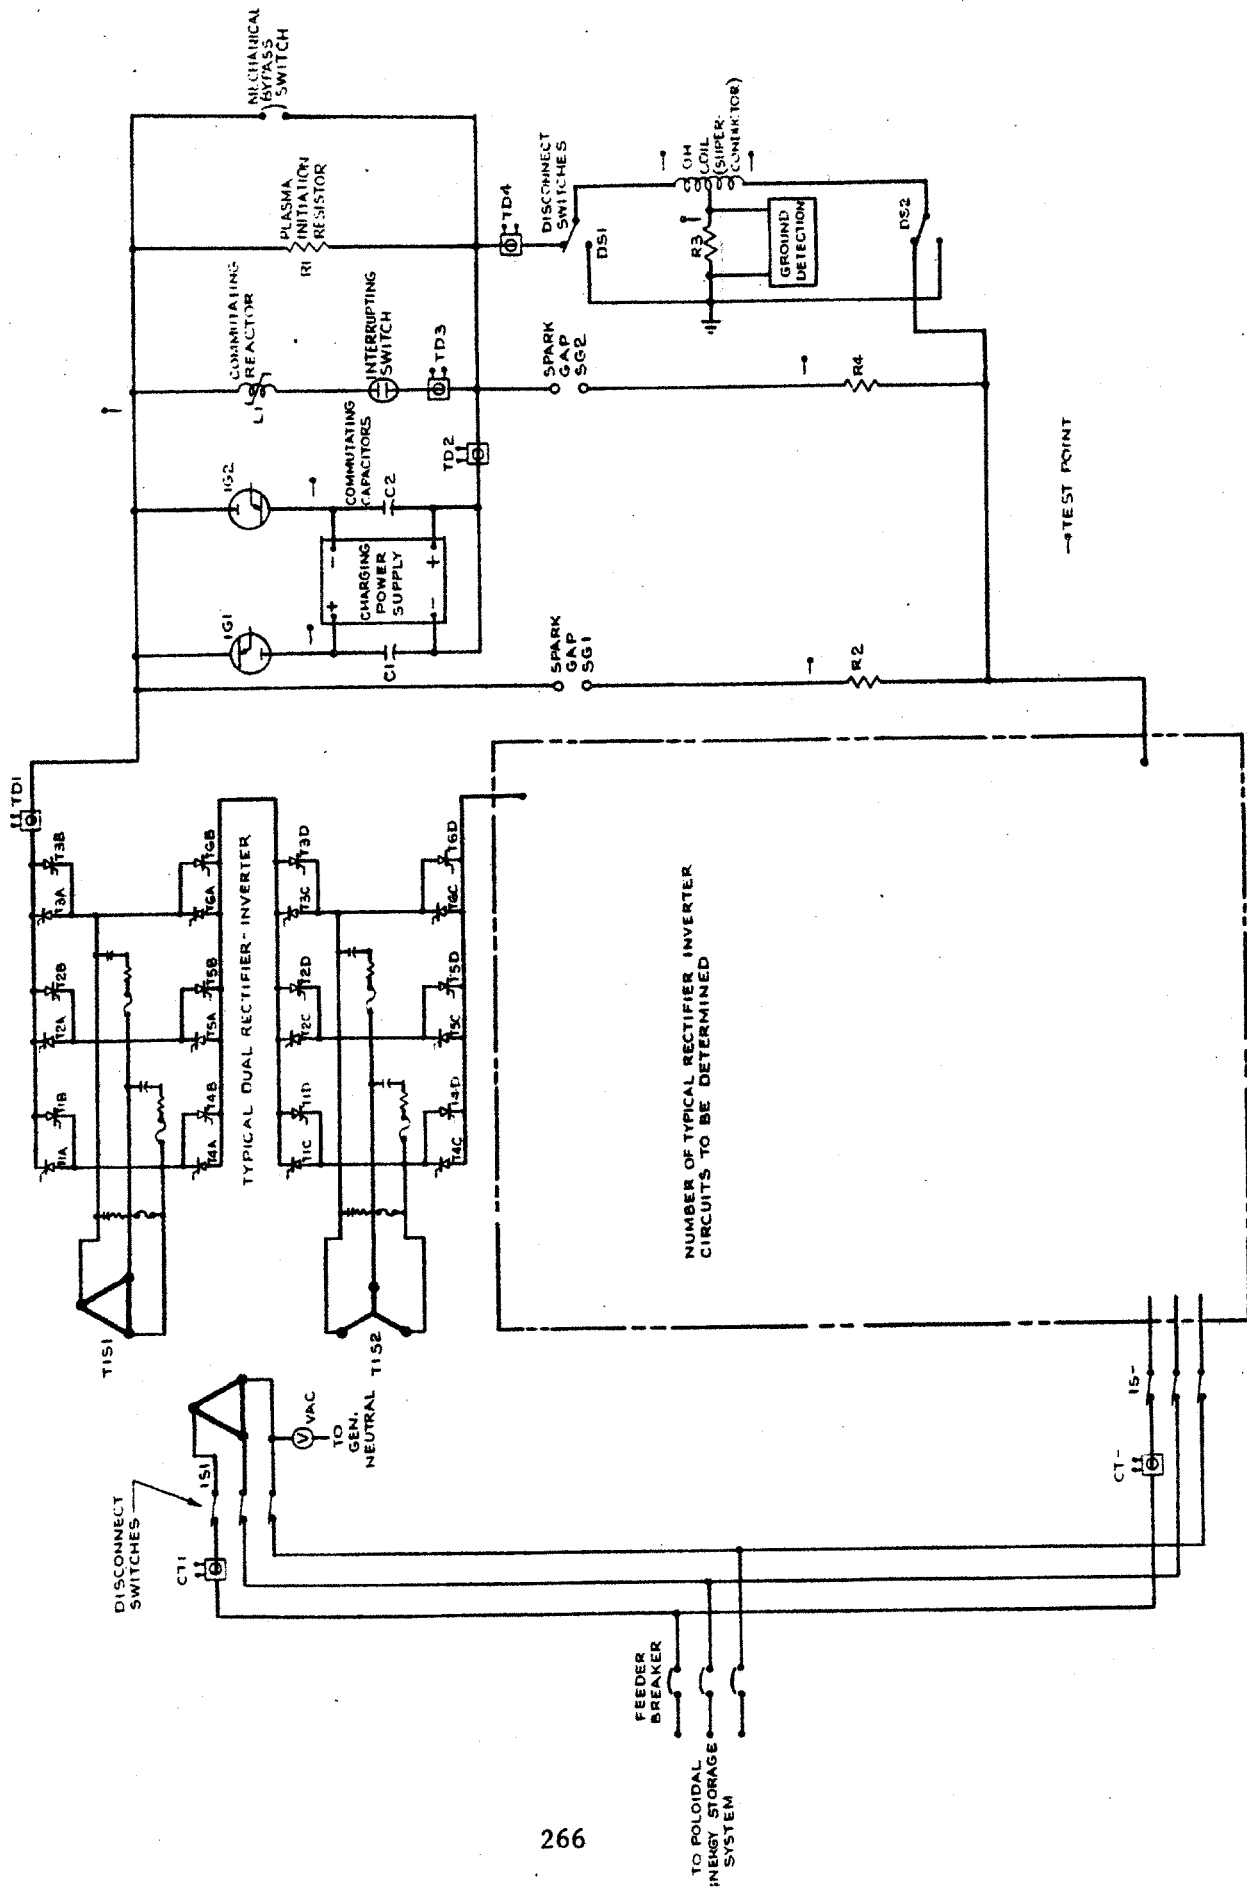 MECHANICAL
BYPASS
SWITCH
PLASMA
INITIATION
RESISTOR
R1
COMMUTATING
REACTOR
L1
INTERRUPTING
SWITCH
TD3
COMMUTATING
CAPACITORS
IG2
C2
TD2
IG1
C1
+
-
CHARGING
POWER
SUPPLY
-
+
TD4
DISCONNECT
SWITCHES
DS1
OH
COIL
(SUPER-
CONDUCTOR)
R3
GROUND
DETECTION
DS2
SPARK
GAP
SG2
R4
SPARK
GAP
SG1
R2
TEST POINT
TD1
T1A
T1B
T2A
T2B
T3A
T3B
T4A
T4B
T5A
T5B
T6A
T6B
TYPICAL DUAL RECTIFIER-INVERTER
T1C
T1D
T2C
T2D
T3C
T3D
T4C
T4D
T5C
T5D
T6C
T6D
T1S1
T1S2
NUMBER OF TYPICAL RECTIFIER INVERTER
CIRCUITS TO BE DETERMINED
DISCONNECT
SWITCHES
1S1
CT1
V
VAC
TO
GEN.
NEUTRAL
1S-
CT-
FEEDER
BREAKER
TO POLOIDAL
ENERGY STORAGE
SYSTEM
266